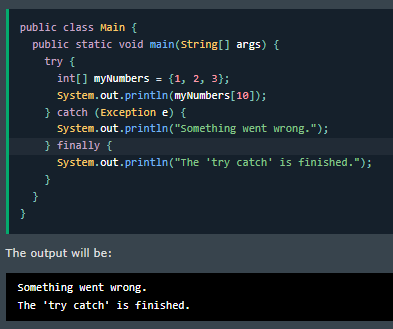 public class Main {
  public static void main(String[] args) {
    try {
      int[] myNumbers = {1, 2, 3};
      System.out.println(myNumbers[10]);
    } catch (Exception e) {
      System.out.println("Something went wrong.");
    } finally {
      System.out.println("The 'try catch' is finished.");
    }
  }
}
The output will be:
Something went wrong.
The 'try catch' is finished.